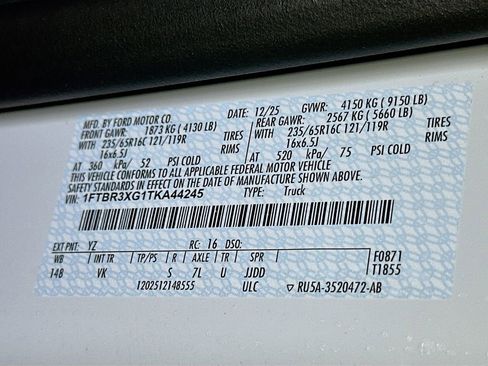 MFD. BY FORD MOTOR CO. DATE: 12/25 GVWR: 4150 KG ( 9150 LB)
FRONT GAWR: 1873 KG ( 4130 LB) REAR GAWR: 2567 KG ( 5660 LB)
WITH 235/65R16C 121/119R TIRES WITH 235/65R16C 121/119R TIRES
16x6.5J RIMS 16x6.5J RIMS
AT 360 kPa/ 52 PSI COLD AT 520 kPa/ 75 PSI COLD
THIS VEHICLE CONFORMS TO ALL APPLICABLE FEDERAL MOTOR VEHICLE
SAFETY STANDARDS IN EFFECT ON THE DATE OF MANUFACTURE SHOWN ABOVE.
VIN: 1FTBR3XG1TKA44245 TYPE: Truck
EXT PNT: YZ RC: 16 DSO:
WB INT TR TP/PS R AXLE TR SPR F0871
148 VK S 7L U JJDD T1855
1202512148555 ULC ▽ RU5A-3520472-AB